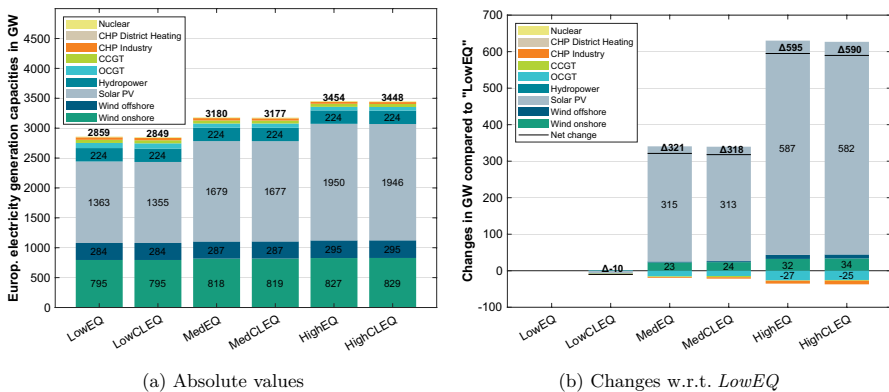 Europ. electricity generation capacities in GW
4500
4000
3500
3000
2500
2000
1500
1000
500
0
Nuclear
CHP District Heating
CHP Industry
CCGT
OCGT
Hydropower
Solar PV
Wind offshore
Wind onshore
2859 2849 3180 3177 3454 3448
224 224 224 224 224 224
1363 1355 1679 1677 1950 1946
284 284 287 287 295 295
795 795 818 819 827 829
LowEQ LowCLEQ MedEQ MedCLEQ HighEQ HighCLEQ
(a) Absolute values
Changes in GW compared to "LowEQ"
700
600
500
400
300
200
100
0
-100
Nuclear
CHP District Heating
CHP Industry
CCGT
OCGT
Hydropower
Solar PV
Wind offshore
Wind onshore
Net change
Δ-10 Δ321 Δ318 Δ595 Δ590
315 313 587 582
23 24 32 34
-27 -25
LowEQ LowCLEQ MedEQ MedCLEQ HighEQ HighCLEQ
(b) Changes w.r.t. LowEQ